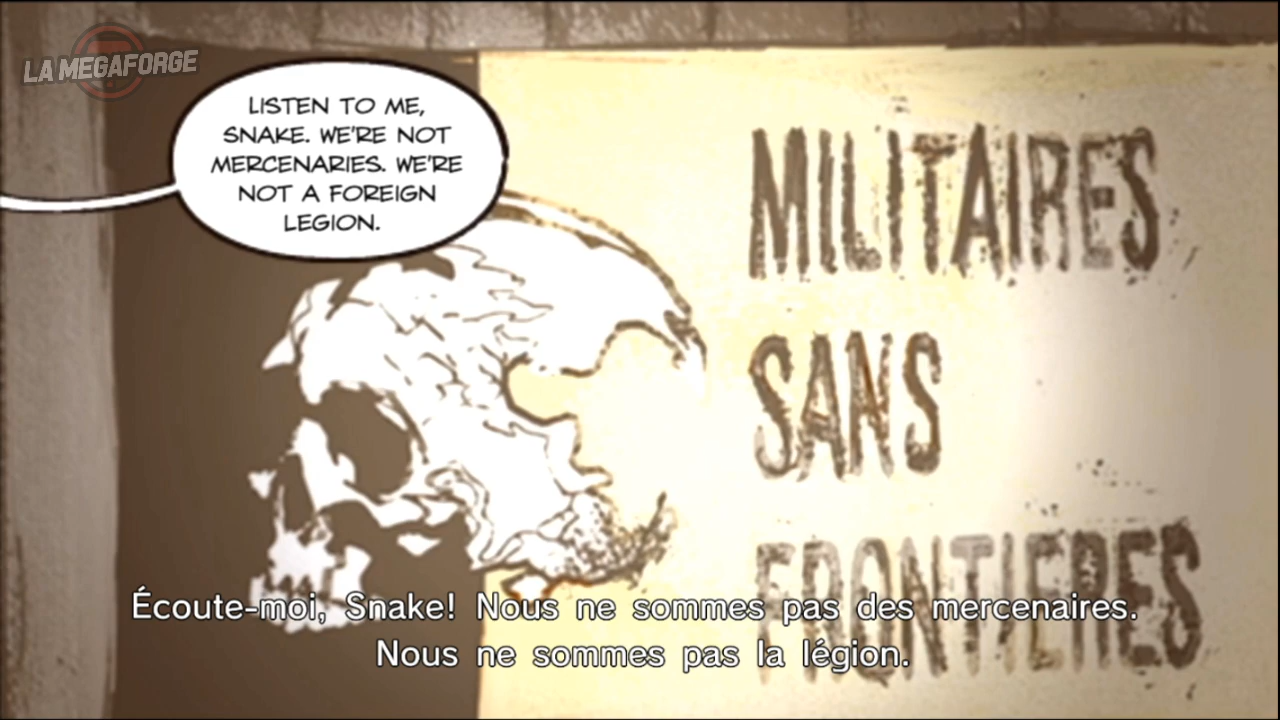 LA MEGAFORGE
LISTEN TO ME,
SNAKE. WE'RE NOT
MERCENARIES. WE'RE
NOT A FOREIGN
LEGION.
MILITAIRES
SANS
FRONTIERES
Écoute-moi, Snake! Nous ne sommes pas des mercenaires.
Nous ne sommes pas la légion.